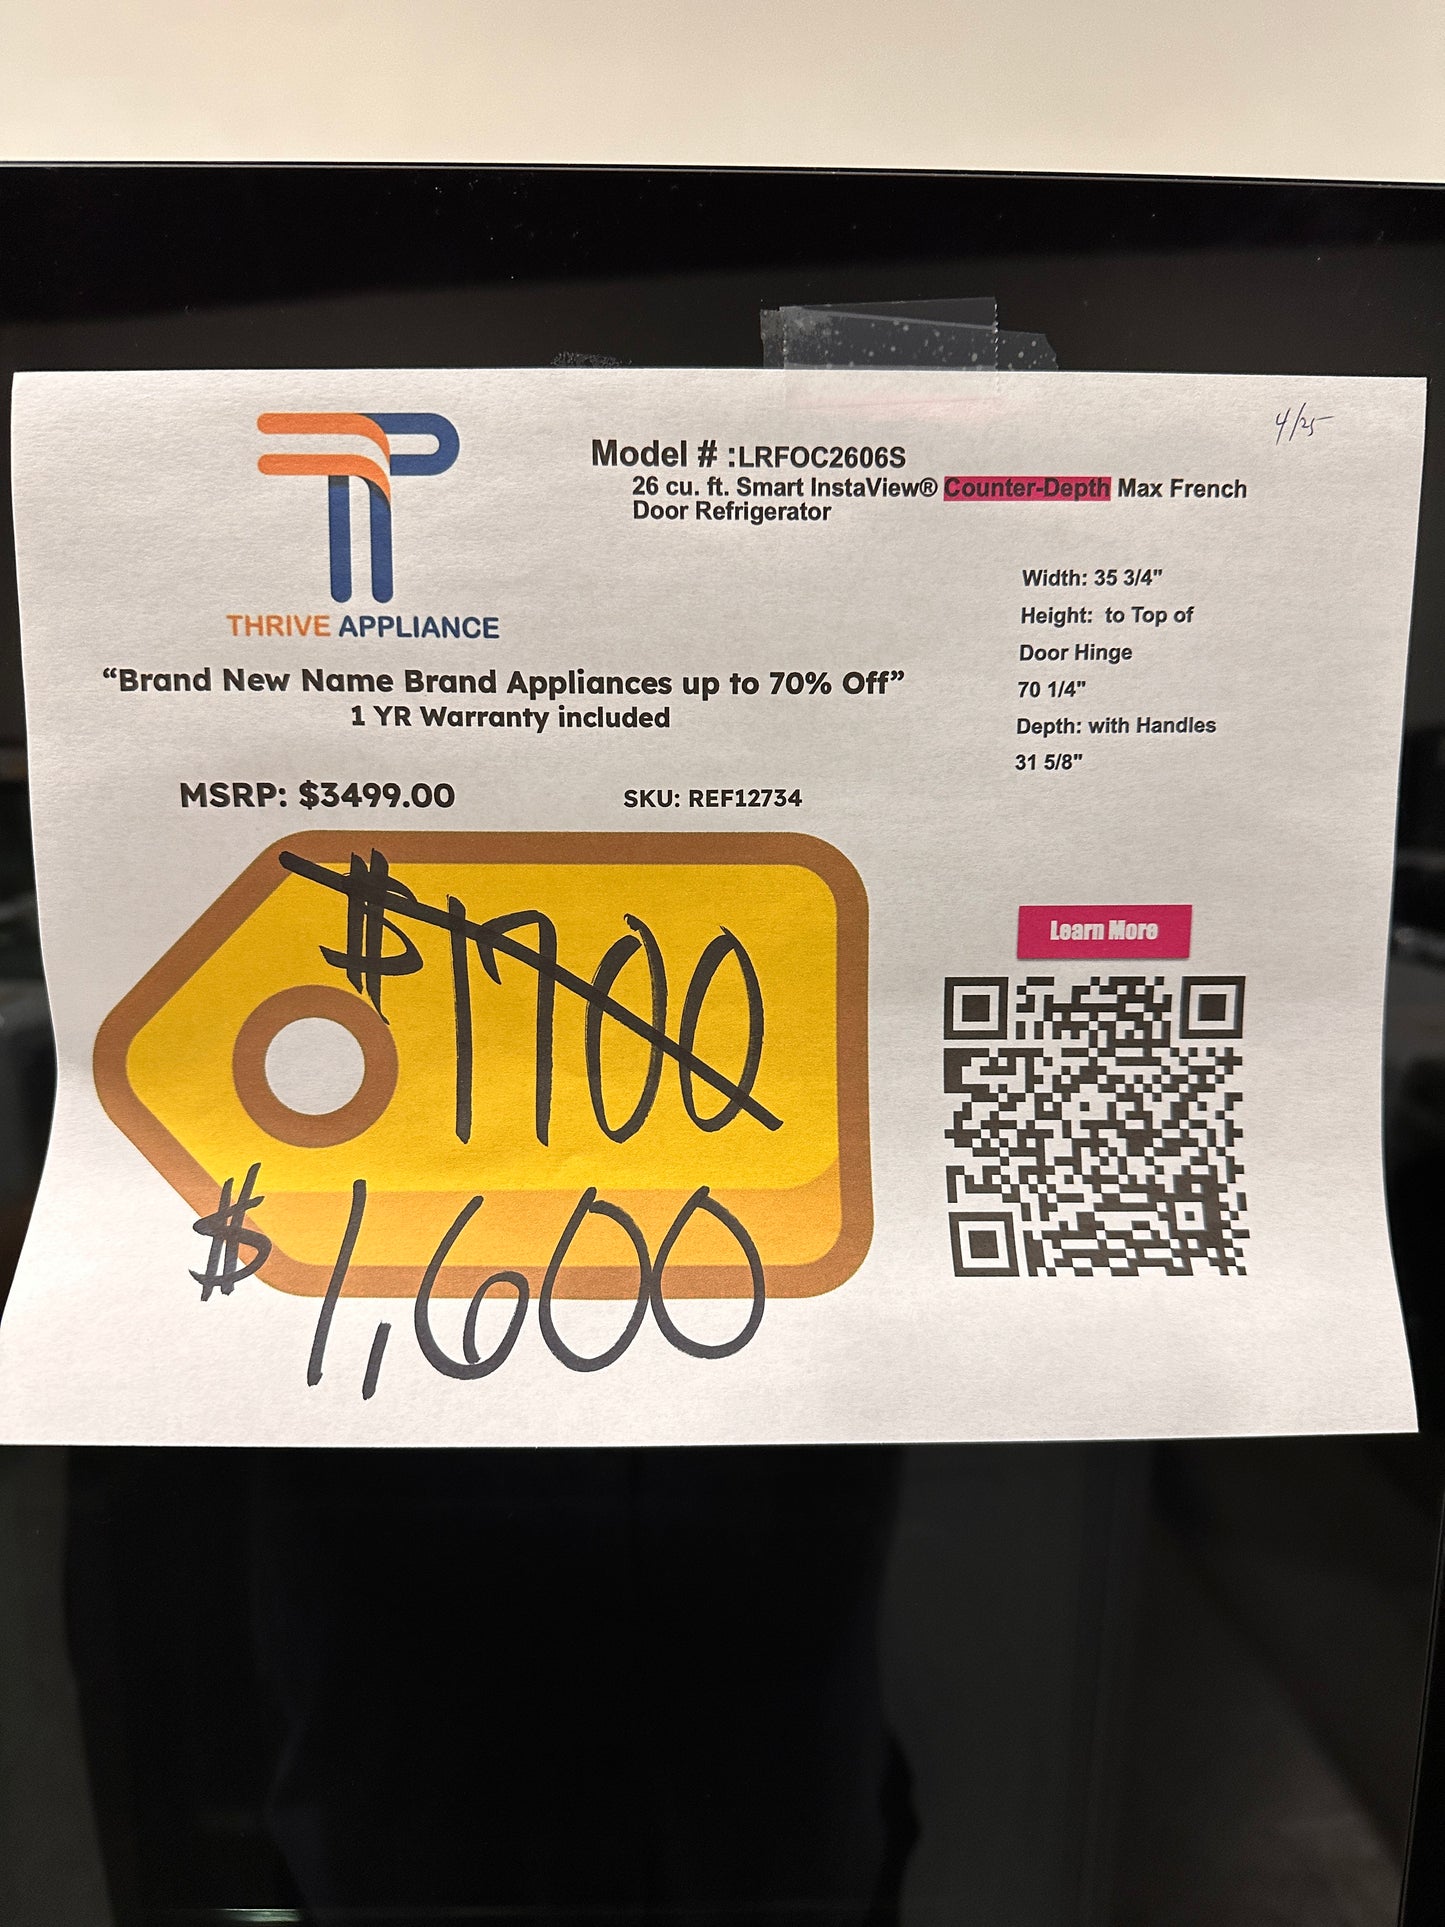 4/25
Model # :LRFOC2606S
26 cu. ft. Smart InstaView® Counter-Depth Max French
Door Refrigerator
THRIVE APPLIANCE
“Brand New Name Brand Appliances up to 70% Off”
1 YR Warranty included
Width: 35 3/4"
Height: to Top of
Door Hinge
70 1/4"
Depth: with Handles
31 5/8"
MSRP: $3499.00
SKU: REF12734
$1700
$1,600
Learn More